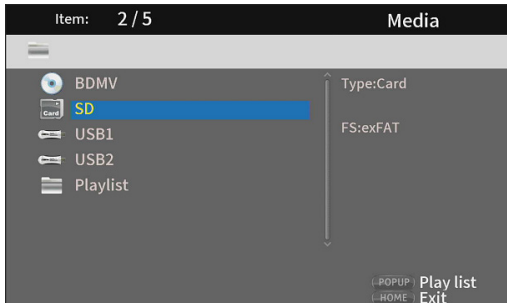 Item: 2/5 Media
BDMV
Type:Card
Card SD
FS:exFAT
USB1
USB2
Playlist
POPUP Play list
HOME Exit